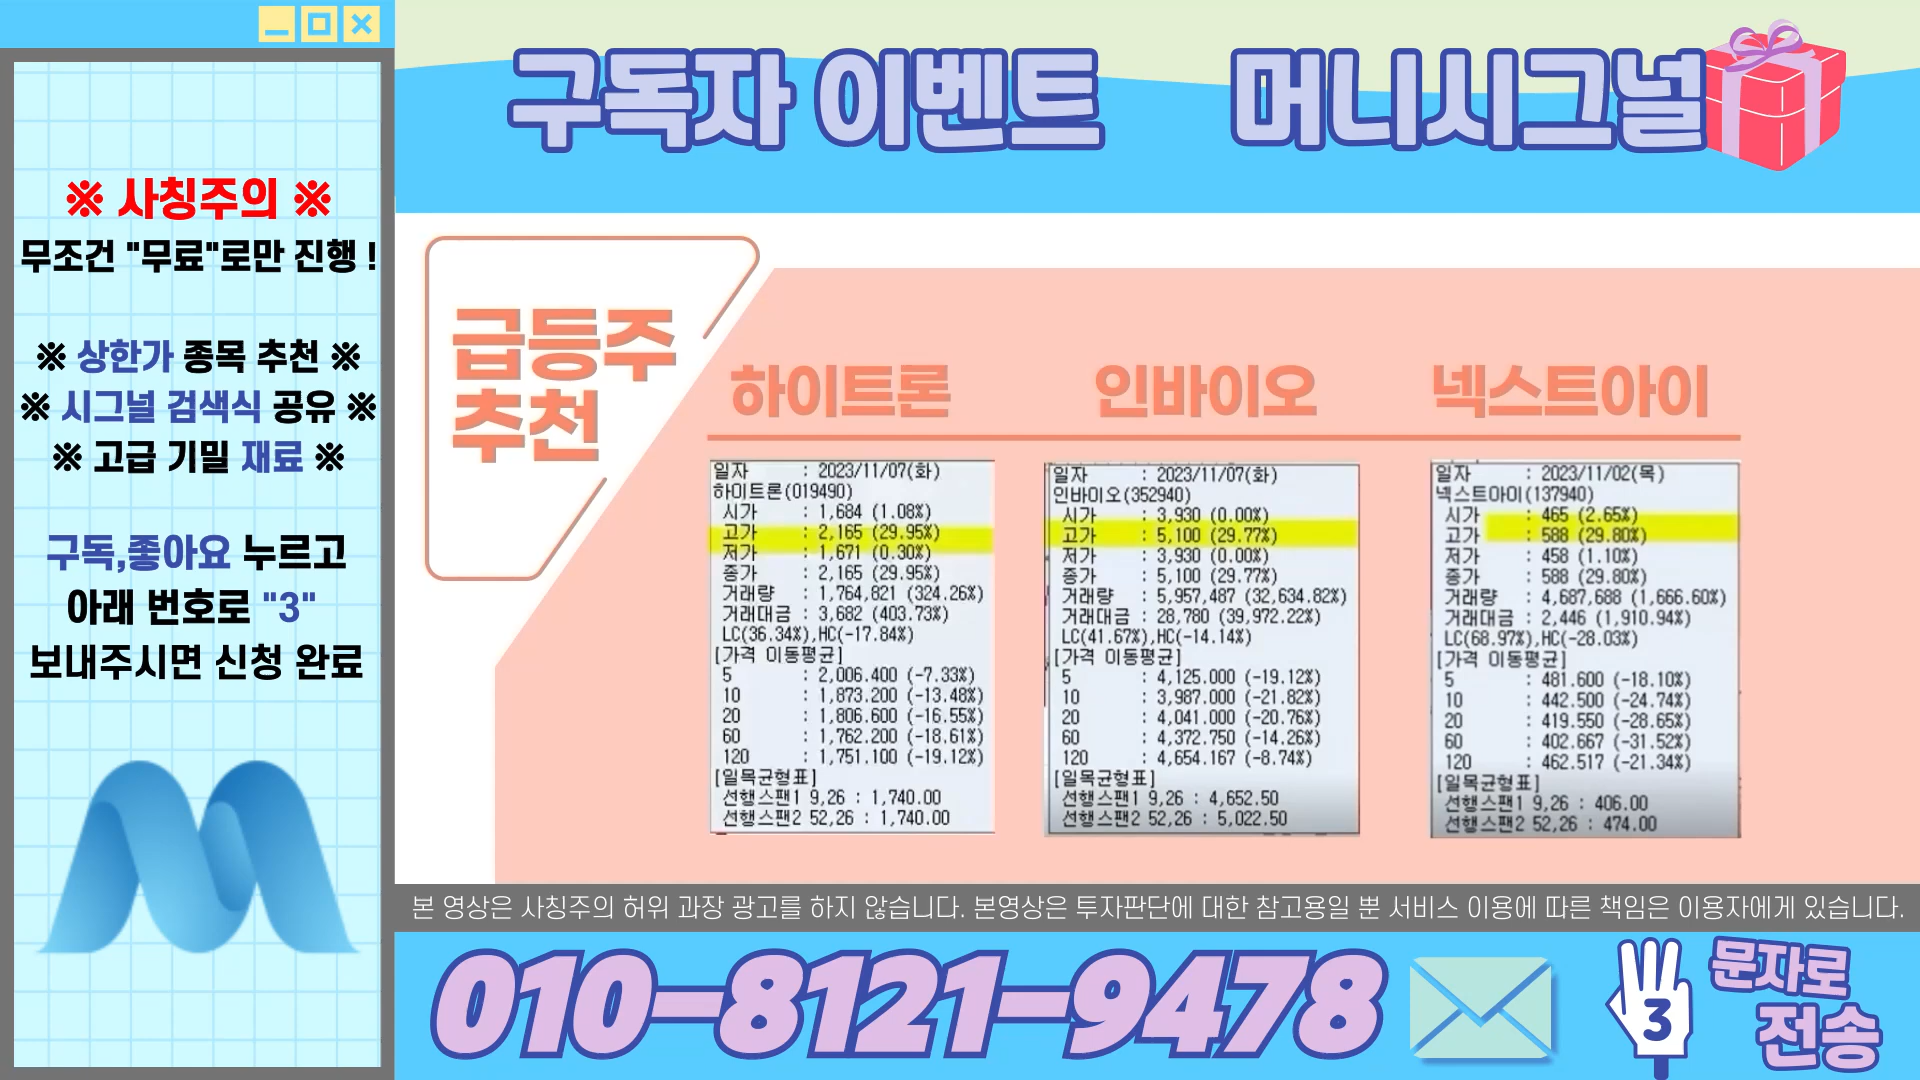 구독자 이벤트 머니시그널
※ 사칭주의 ※
무조건 "무료"로만 진행 !
※ 상한가 종목 추천 ※
※ 시그널 검색식 공유 ※
※ 고급 기밀 재료 ※
구독,좋아요 누르고
아래 번호로 "3"
보내주시면 신청 완료
급등주
추천
하이트론
일자 : 2023/11/07(화)
하이트론(019490)
시가 : 1,684 (1.08%)
고가 : 2,165 (29.95%)
저가 : 1,671 (0.30%)
종가 : 2,165 (29.95%)
거래량 : 1,764,821 (324.26%)
거래대금 : 3,682 (403.73%)
LC(36.34%),HC(-17.84%)
[가격 이동평균]
5 : 2,006.400 (-7.33%)
10 : 1,873.200 (-13.48%)
20 : 1,806.600 (-16.55%)
60 : 1,762.200 (-18.61%)
120 : 1,751.100 (-19.12%)
[일목균형표]
선행스팬1 9,26 : 1,740.00
선행스팬2 52,26 : 1,740.00
인바이오
일자 : 2023/11/07(화)
인바이오(352940)
시가 : 3,930 (0.00%)
고가 : 5,100 (29.77%)
저가 : 3,930 (0.00%)
종가 : 5,100 (29.77%)
거래량 : 5,957,487 (32,634.82%)
거래대금 : 28,780 (39,972.22%)
LC(41.67%),HC(-14.14%)
[가격 이동평균]
5 : 4,125.000 (-19.12%)
10 : 3,987.000 (-21.82%)
20 : 4,041.000 (-20.76%)
60 : 4,372.750 (-14.26%)
120 : 4,654.167 (-8.74%)
[일목균형표]
선행스팬1 9,26 : 4,652.50
선행스팬2 52,26 : 5,022.50
넥스트아이
일자 : 2023/11/02(목)
넥스트아이(137940)
시가 : 465 (2.65%)
고가 : 588 (29.80%)
저가 : 458 (1.10%)
종가 : 588 (29.80%)
거래량 : 4,687,688 (1,666.60%)
거래대금 : 2,446 (1,910.94%)
LC(68.97%),HC(-28.03%)
[가격 이동평균]
5 : 481.600 (-18.10%)
10 : 442.500 (-24.74%)
20 : 419.550 (-28.65%)
60 : 402.667 (-31.52%)
120 : 462.517 (-21.34%)
[일목균형표]
선행스팬1 9,26 : 406.00
선행스팬2 52,26 : 474.00
본 영상은 사칭주의 허위 과장 광고를 하지 않습니다. 본영상은 투자판단에 대한 참고용일 뿐 서비스 이용에 따른 책임은 이용자에게 있습니다.
010-8121-9478
3
문자로
전송